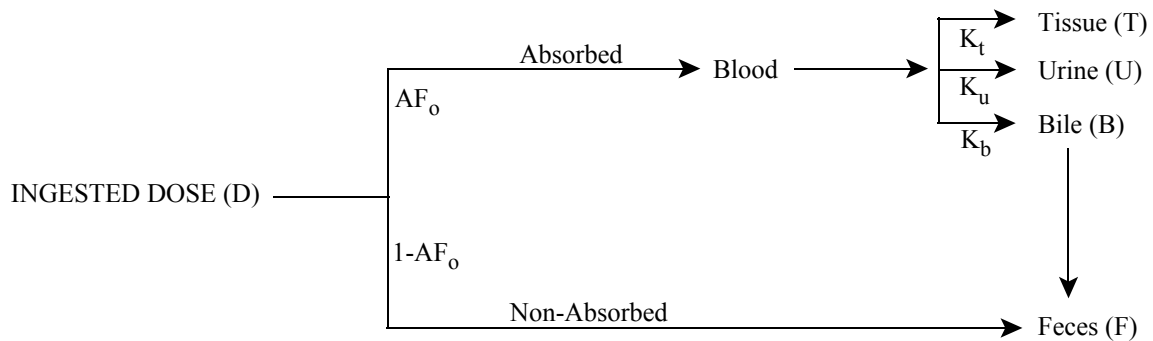 Tissue (T)
Absorbed
K_t
Blood
Urine (U)
AF_o
K_u
Bile (B)
K_b
INGESTED DOSE (D)
1-AF_o
Non-Absorbed
Feces (F)